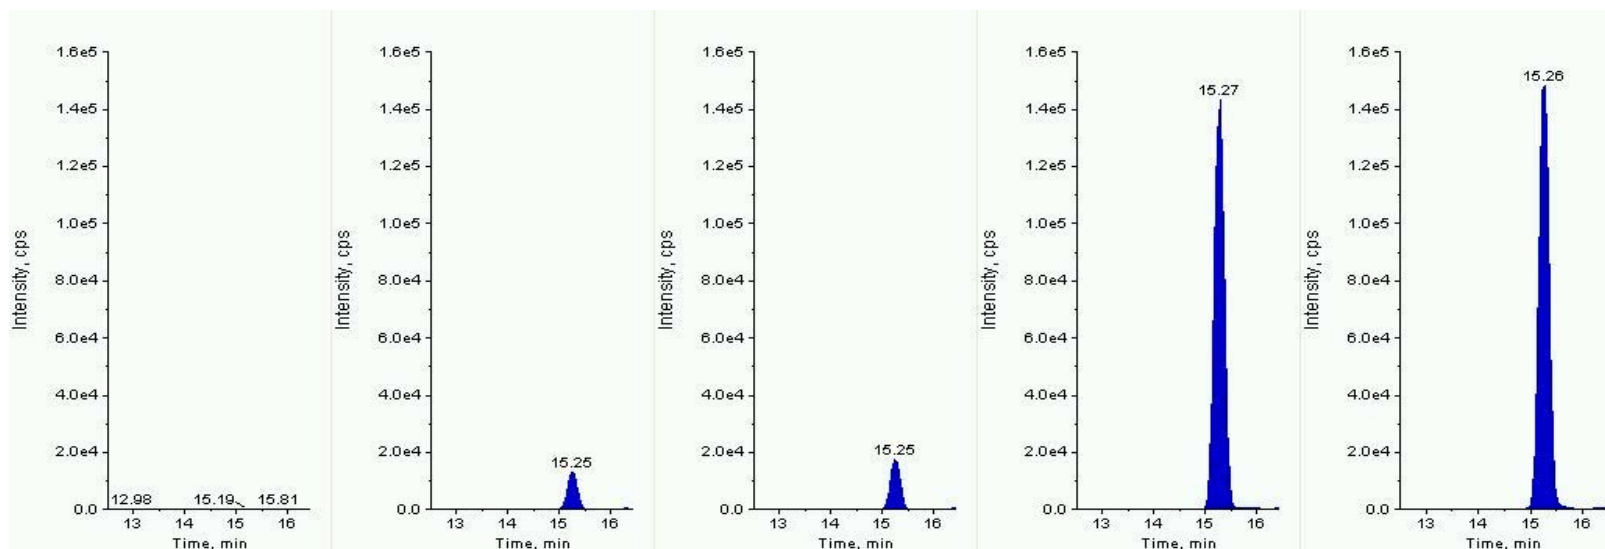 Intensity, cps
1.6e5
1.4e5
1.2e5
1.0e5
8.0e4
6.0e4
4.0e4
2.0e4
0.0
12.98 15.19 15.81
13 14 15 16
Time, min
Intensity, cps
1.6e5
1.4e5
1.2e5
1.0e5
8.0e4
6.0e4
4.0e4
2.0e4
0.0
15.25
13 14 15 16
Time, min
Intensity, cps
1.6e5
1.4e5
1.2e5
1.0e5
8.0e4
6.0e4
4.0e4
2.0e4
0.0
15.25
13 14 15 16
Time, min
Intensity, cps
1.6e5
1.4e5
1.2e5
1.0e5
8.0e4
6.0e4
4.0e4
2.0e4
0.0
15.27
13 14 15 16
Time, min
Intensity, cps
1.6e5
1.4e5
1.2e5
1.0e5
8.0e4
6.0e4
4.0e4
2.0e4
0.0
15.26
13 14 15 16
Time, min